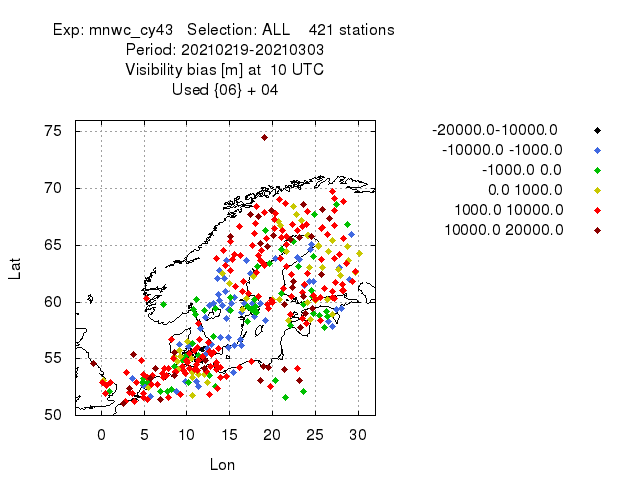 Exp: mnwc_cy43 Selection: ALL 421 stations
Period: 20210219-20210303
Visibility bias [m] at 10 UTC
Used {06} + 04
-20000.0-10000.0
-10000.0 -1000.0
-1000.0 0.0
0.0 1000.0
1000.0 10000.0
10000.0 20000.0
75
70
65
60
55
50
Lat
0 5 10 15 20 25 30
Lon